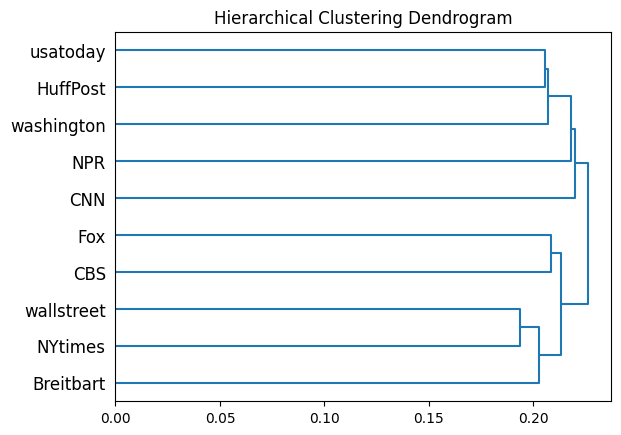 Hierarchical Clustering Dendrogram
usatoday
HuffPost
washington
NPR
CNN
Fox
CBS
wallstreet
NYtimes
Breitbart
0.00 0.05 0.10 0.15 0.20